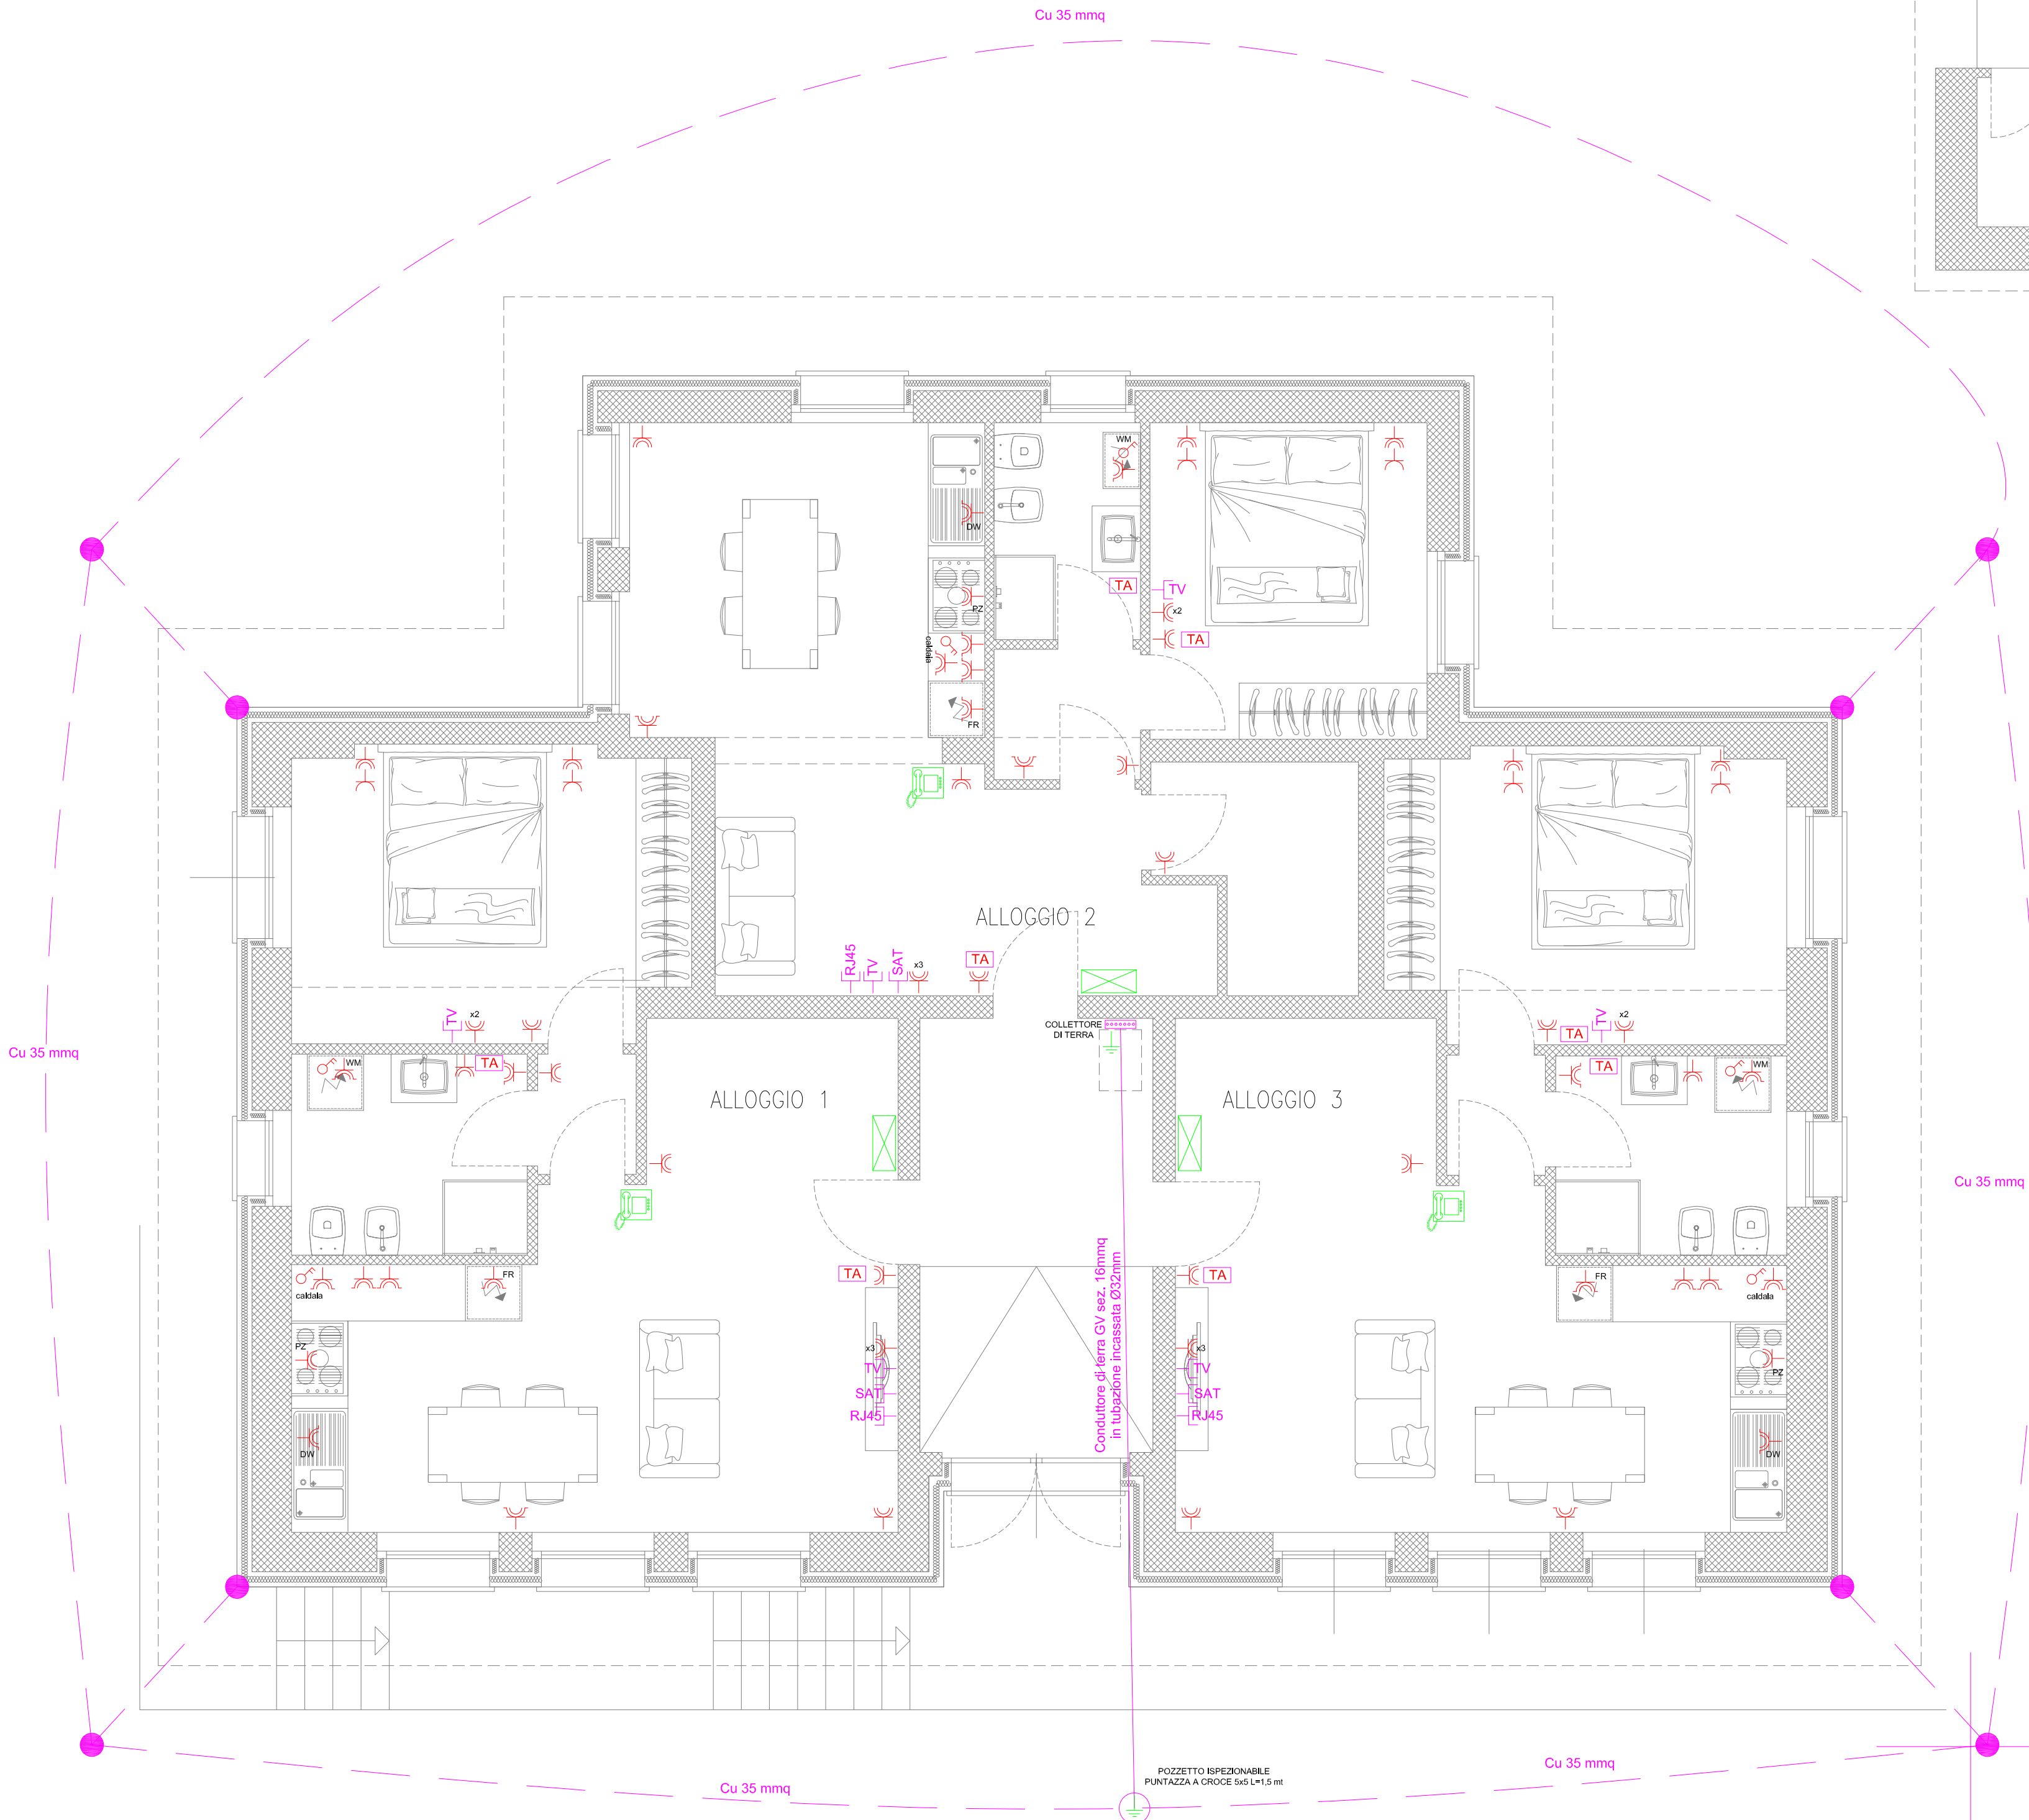 Cu 35 mmq
WM
DW
TA
TV
x2
PZ
TA
caldaia
FR
ALLOGGIO 2
RJ45
TV
SAT
x3
TA
TV
x2
COLLETTORE
DI TERRA
TA
TV
x2
Cu 35 mmq
WM
TA
TA
WM
ALLOGGIO 1
ALLOGGIO 3
Cu 35 mmq
Conduttore di terra GV sez. 16mmq
in tubazione incassata Ø32mm
FR
TA
TA
FR
caldaia
caldaia
PZ
x3
x3
TV
TV
PZ
SAT
SAT
RJ45
RJ45
DW
DW
POZZETTO ISPEZIONABILE
PUNTAZZA A CROCE 5x5 L=1,5 mt
Cu 35 mmq
Cu 35 mmq